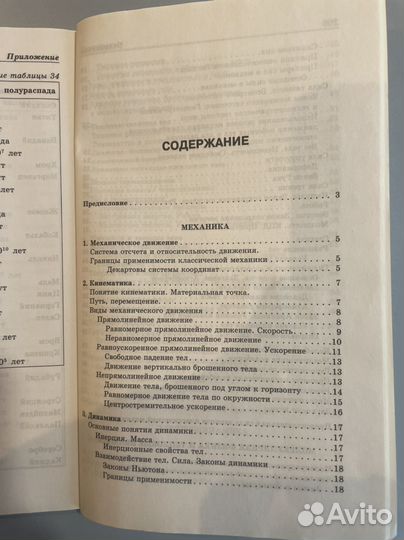 Приложение
ие таблицы 34
полураспада
лет
лет
лет
СОДЕРЖАНИЕ
Предисловие 3
МЕХАНИКА
1. Механическое движение 5
Система отсчета и относительность движения.
Границы применимости классической механики 5
Декартовы системы координат 5
2. Кинематика 7
Понятие кинематики. Материальная точка. 7
Путь, перемещение. 7
Виды механического движения 8
Прямолинейное движение 8
Равномерное прямолинейное движение. Скорость 9
Неравномерное прямолинейное движение 10
Равноускоренное прямолинейное движение. Ускорение 11
Свободное падение тел 13
Движение вертикально брошенного тела 13
Непрямолинейное движение 14
Движение тела, брошенного под углом к горизонту 14
Равномерное движение тела по окружности 15
Центростремительное ускорение 16
3. Динамика 17
Основные понятия динамики 17
Инерция. Масса 17
Инерционные свойства тел 17
Взаимодействие тел. Сила. Законы динамики 18
Законы Ньютона 18
Границы применимости 18
Avito